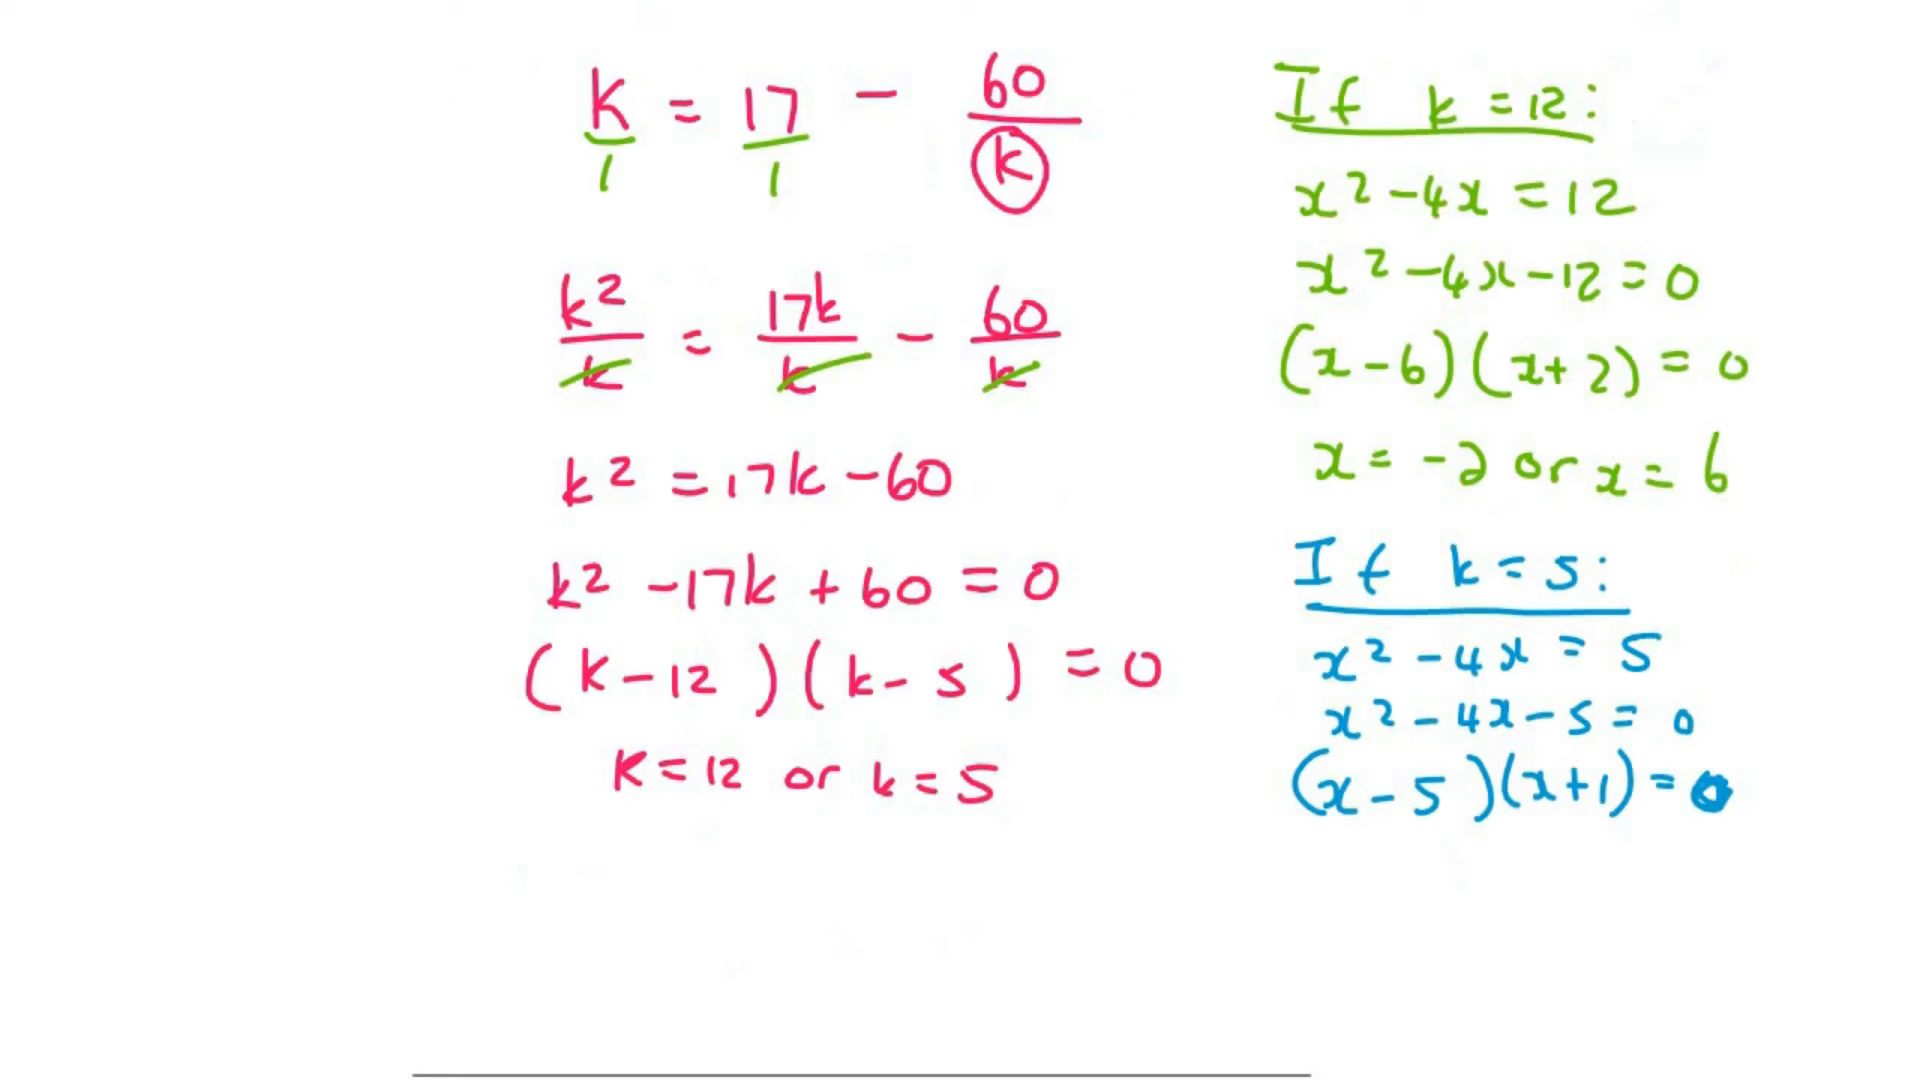 k/1 = 17/1 - 60/k
k²/k = 17k/k - 60/k
k² = 17k - 60
k² - 17k + 60 = 0
(k - 12)(k - 5) = 0
k = 12 or k = 5
If k = 12:
x² - 4x = 12
x² - 4x - 12 = 0
(x - 6)(x + 2) = 0
x = -2 or x = 6
If k = 5:
x² - 4x = 5
x² - 4x - 5 = 0
(x - 5)(x + 1) = 0